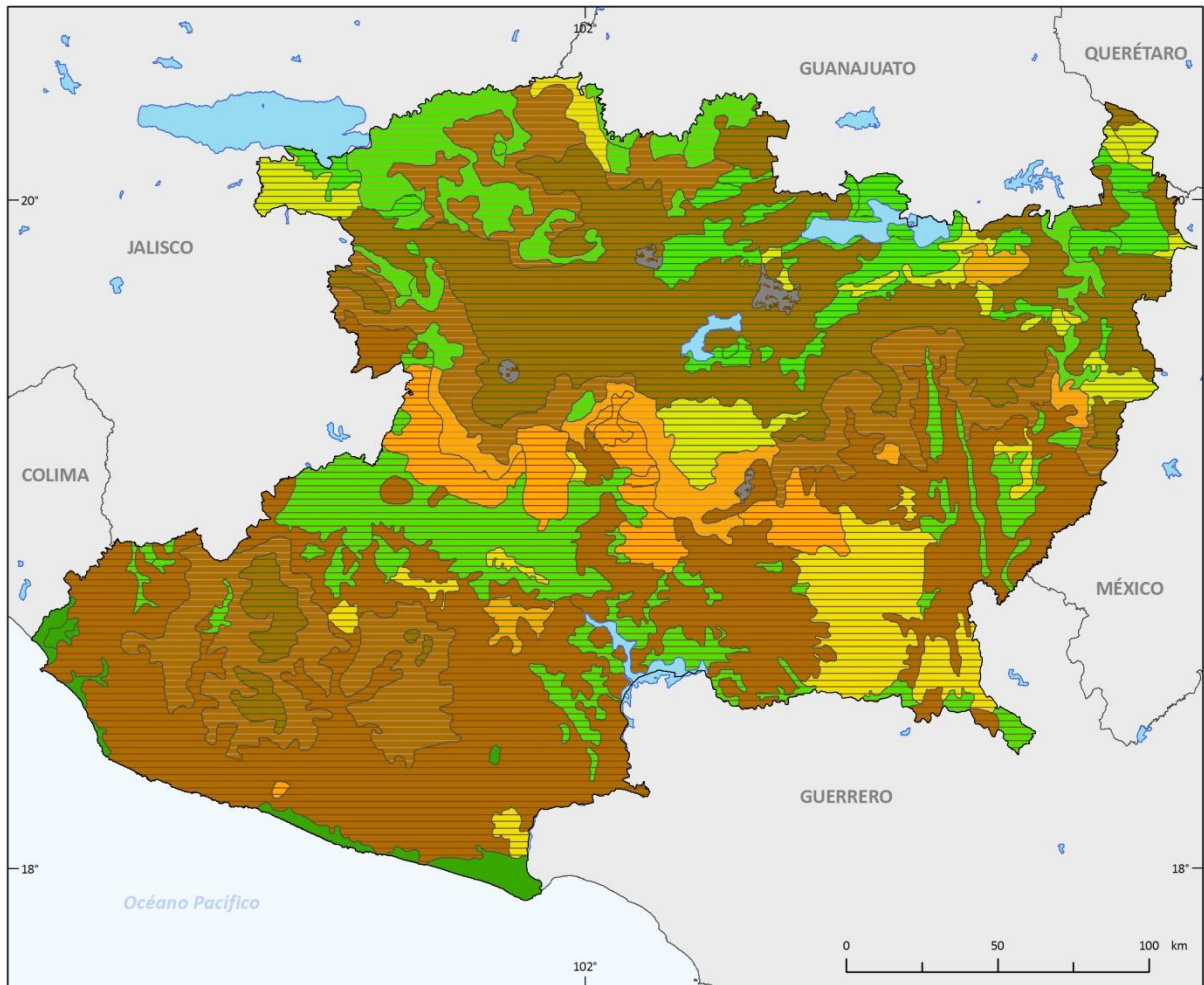 102°
QUERÉTARO
GUANAJUATO
20°
20°
JALISCO
COLIMA
MÉXICO
GUERRERO
18°
18°
Océano Pacífico
0 50 100 km
102°